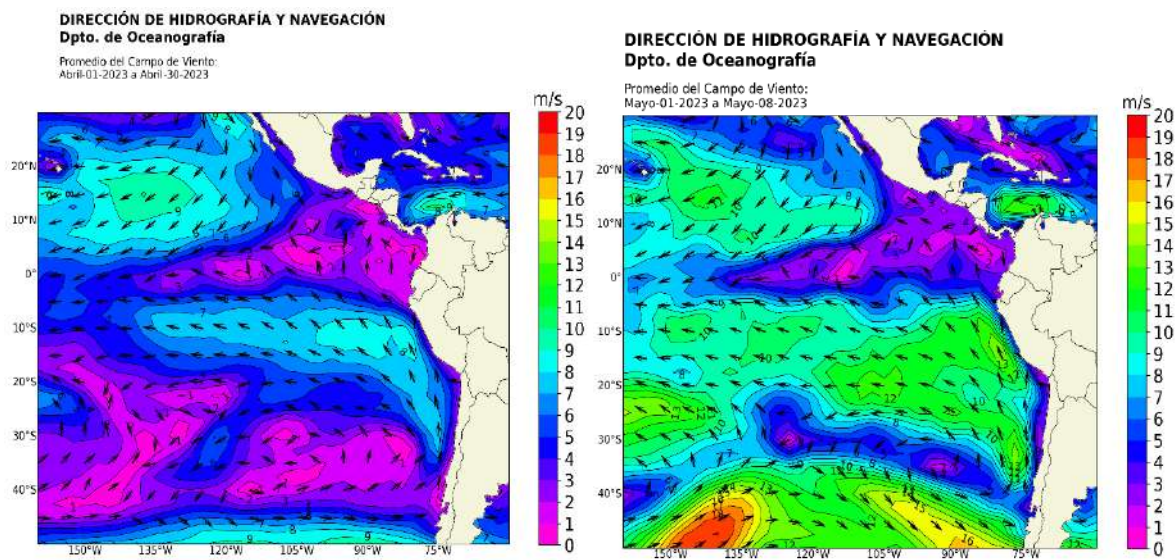 DIRECCIÓN DE HIDROGRAFÍA Y NAVEGACIÓN
Dpto. de Oceanografía
Promedio del Campo de Viento:
Abril-01-2023 a Abril-30-2023
m/s
20
19
18
17
16
15
14
13
12
11
10
9
8
7
6
5
4
3
2
1
0
20°N
10°N
0°
10°S
20°S
30°S
40°S
150°W
135°W
120°W
105°W
90°W
75°W
DIRECCIÓN DE HIDROGRAFÍA Y NAVEGACIÓN
Dpto. de Oceanografía
Promedio del Campo de Viento:
Mayo-01-2023 a Mayo-08-2023
m/s
20
19
18
17
16
15
14
13
12
11
10
9
8
7
6
5
4
3
2
1
0
20°N
10°N
0°
10°S
20°S
30°S
40°S
150°W
135°W
120°W
105°W
90°W
75°W